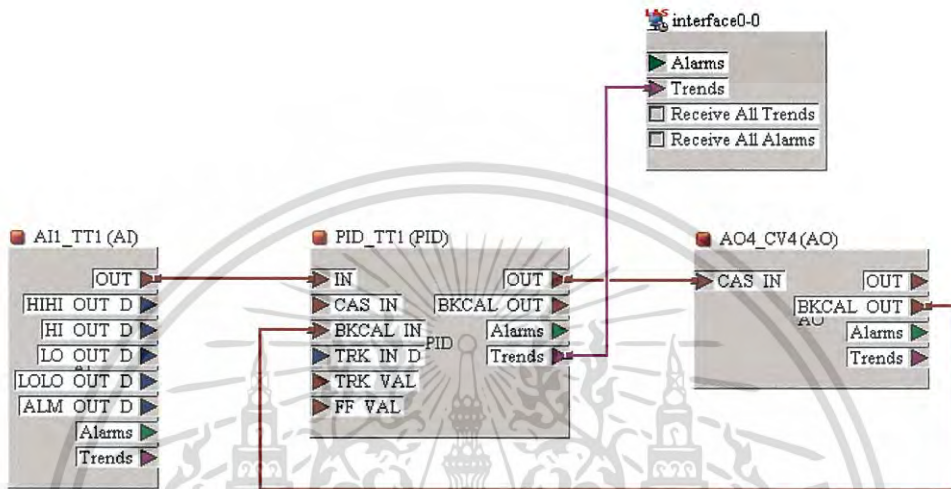 LAS
interface0-0
Alarms
Trends
Receive All Trends
Receive All Alarms
AI1_TT1 (AI)
OUT
HIHI OUT D
HI OUT D
LO OUT D
LOLO OUT D
ALM OUT D
Alarms
Trends
PID_TT1 (PID)
IN
CAS IN
BKCAL IN
TRK IN D
TRK VAL
FF VAL
PID
OUT
BKCAL OUT
Alarms
Trends
AO4_CV4 (AO)
CAS IN
OUT
BKCAL OUT
AO
Alarms
Trends